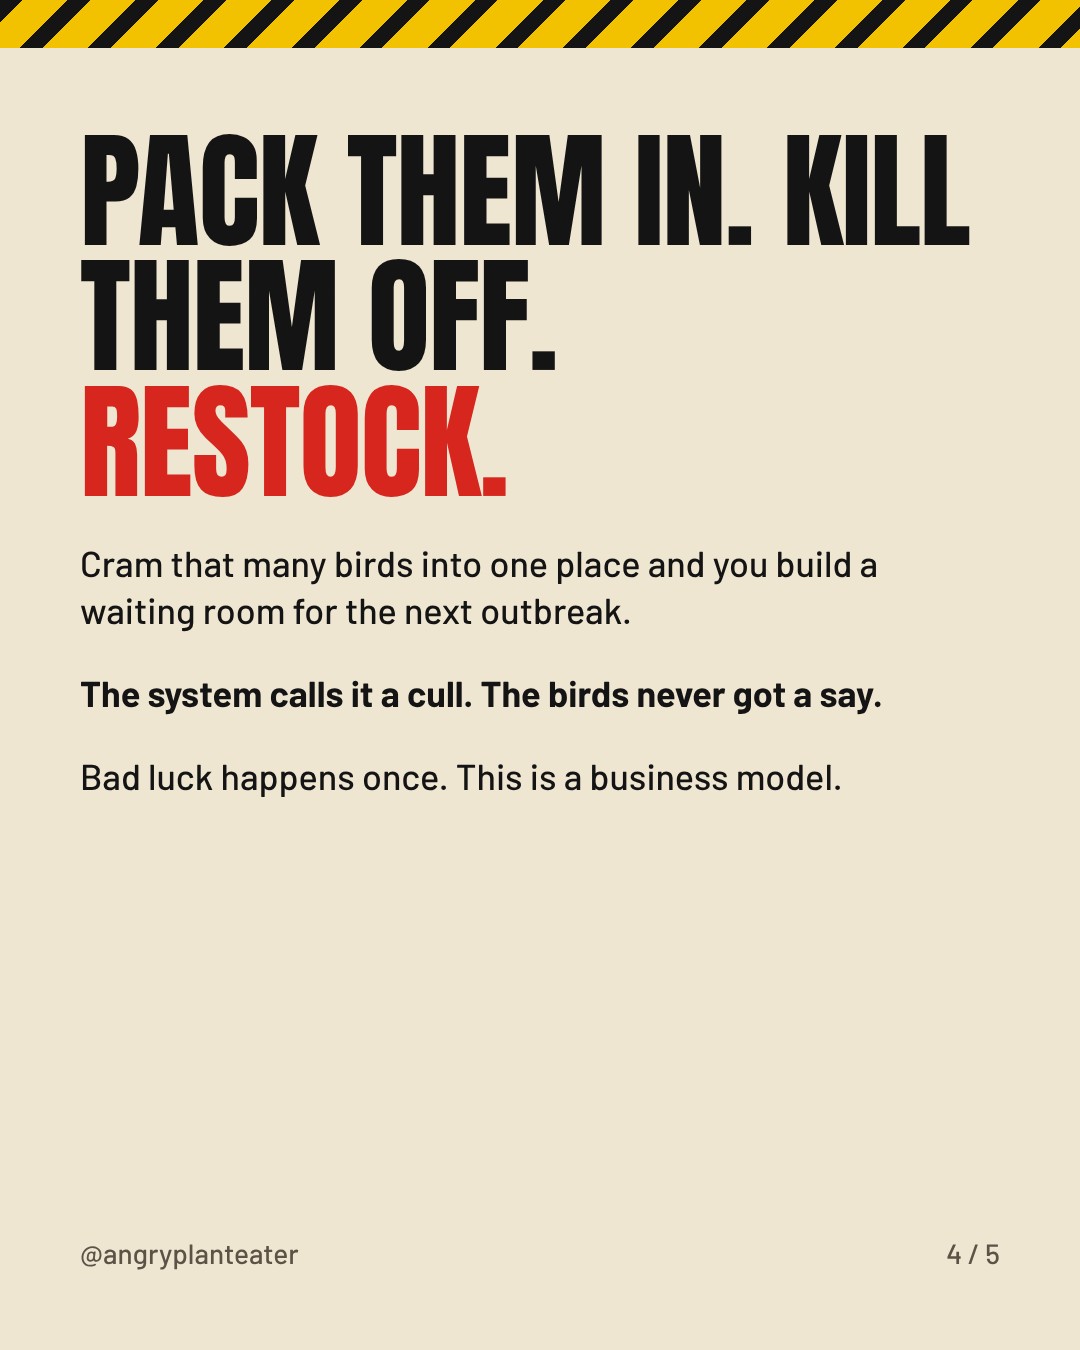 PACK THEM IN. KILL
THEM OFF.
RESTOCK.
Cram that many birds into one place and you build a
waiting room for the next outbreak.
The system calls it a cull. The birds never got a say.
Bad luck happens once. This is a business model.
@angryplanteater
4 / 5